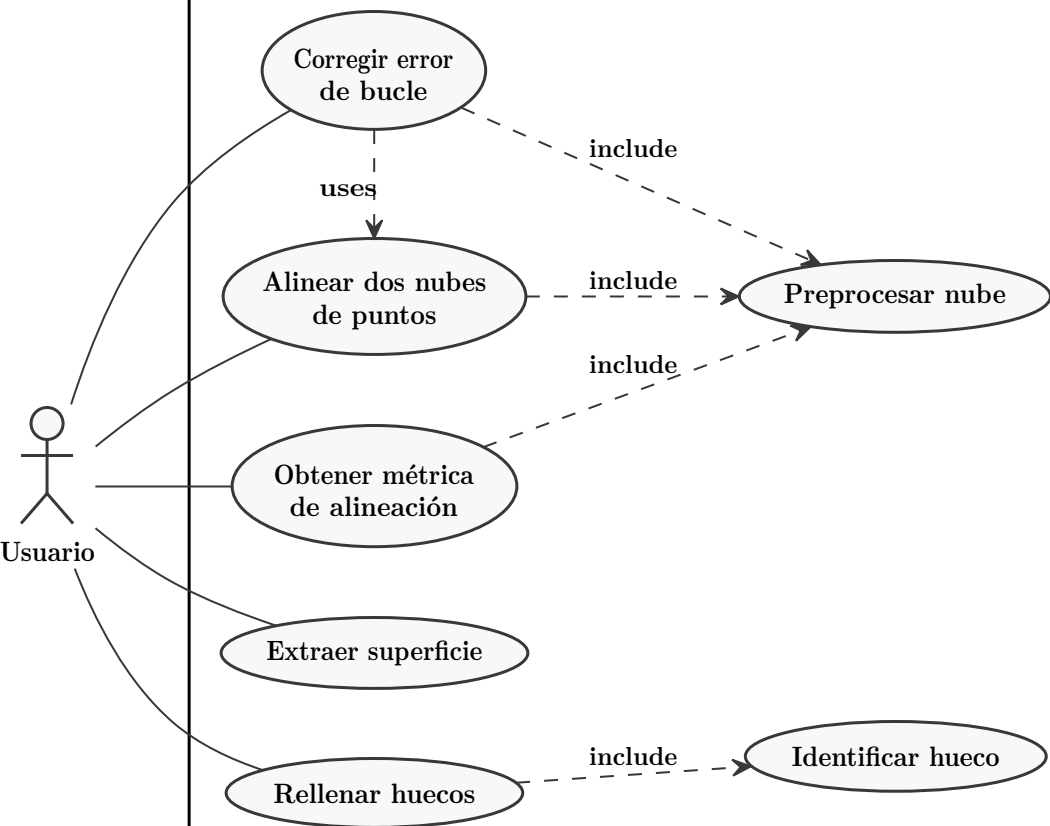 Corregir error
de bucle
include
uses
Alinear dos nubes
de puntos
include
Preprocesar nube
include
Obtener métrica
de alineación
Usuario
Extraer superficie
include
Identificar hueco
Rellenar huecos